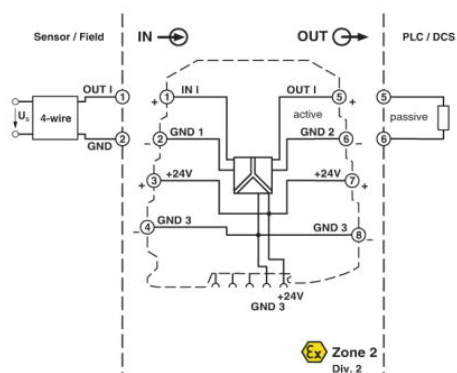 Sensor / Field
IN
OUT
PLC / DCS
OUT I
1
+
1
IN I
OUT I
5
+
5
Us
4-wire
active
passive
GND
2
−
2
GND 1
GND 2
6
−
6
+
3
+24V
+24V
7
+
−
4
GND 3
GND 3
8
−
+24V
GND 3
Ex
Zone 2
Div. 2